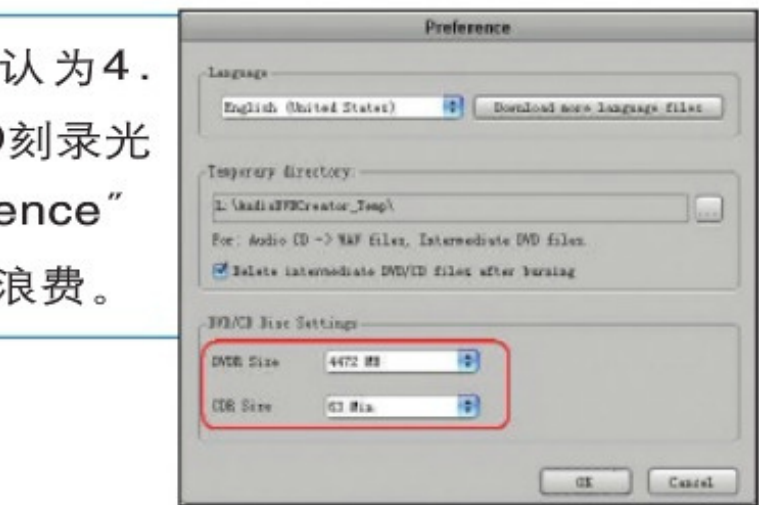 认为4.
刻录光
ence″
浪费。
Preference
Language
English (United States)
Download more language files
Temporary directory:
L:\AudioDVDCreator_Temp\
...
For: Audio CD -> WAV files, Intermediate DVD files.
Delete intermediate DVD/CD files after burning
DVD/CD Disc Settings
DVDR Size
4472 MB
CDR Size
63 Min
OK
Cancel